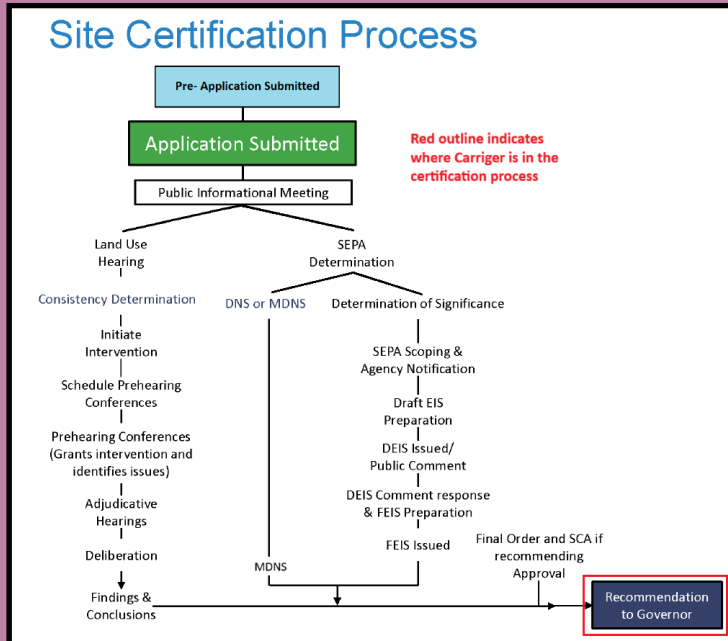 Site Certification Process
Pre- Application Submitted
Application Submitted
Red outline indicates
where Carriger is in the
certification process
Public Informational Meeting
Land Use
Hearing
Consistency Determination
Initiate
Intervention
Schedule Prehearing
Conferences
Prehearing Conferences
(Grants intervention and
identifies issues)
Adjudicative
Hearings
Deliberation
Findings &
Conclusions
SEPA
Determination
DNS or MDNS
MDNS
Determination of Significance
SEPA Scoping &
Agency Notification
Draft EIS
Preparation
DEIS Issued/
Public Comment
DEIS Comment response
& FEIS Preparation
FEIS Issued
Final Order and SCA if
recommending
Approval
Recommendation
to Governor